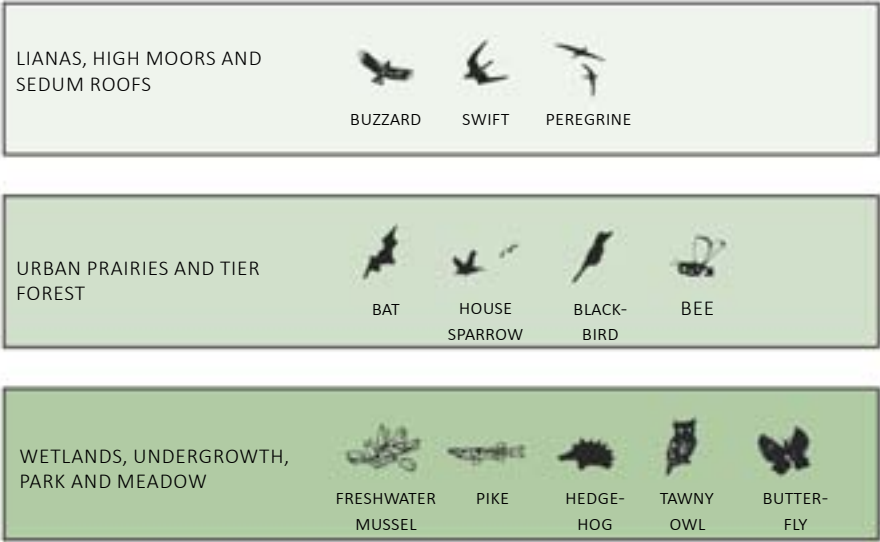 LIANAS, HIGH MOORS AND
SEDUM ROOFS
BUZZARD
SWIFT
PEREGRINE
URBAN PRAIRIES AND TIER
FOREST
BAT
HOUSE
SPARROW
BLACK-
BIRD
BEE
WETLANDS, UNDERGROWTH,
PARK AND MEADOW
FRESHWATER
MUSSEL
PIKE
HEDGE-
HOG
TAWNY
OWL
BUTTER-
FLY